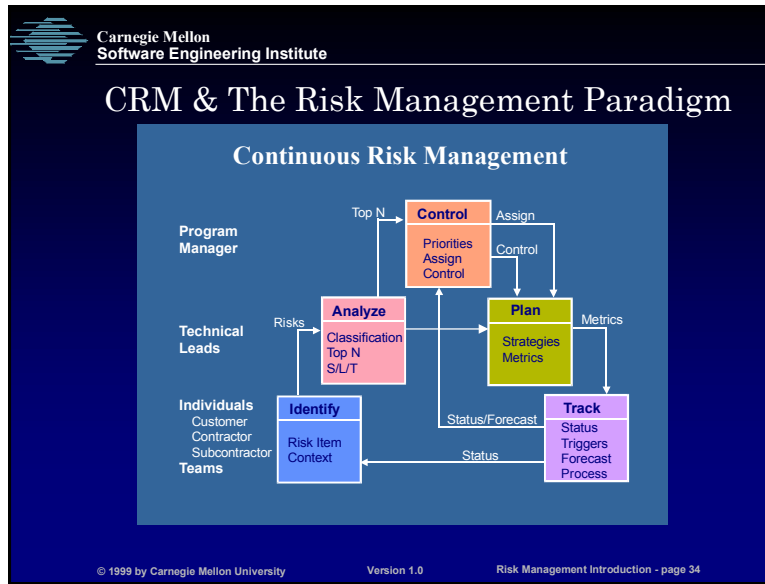 Carnegie Mellon
Software Engineering Institute
CRM & The Risk Management Paradigm
Continuous Risk Management
Program
Manager
Top N
Control
Priorities
Assign
Control
Assign
Control
Technical
Leads
Risks
Analyze
Classification
Top N
S/L/T
Plan
Strategies
Metrics
Metrics
Individuals
Customer
Contractor
Subcontractor
Teams
Identify
Risk Item
Context
Status/Forecast
Status
Track
Status
Triggers
Forecast
Process
© 1999 by Carnegie Mellon University
Version 1.0
Risk Management Introduction - page 34